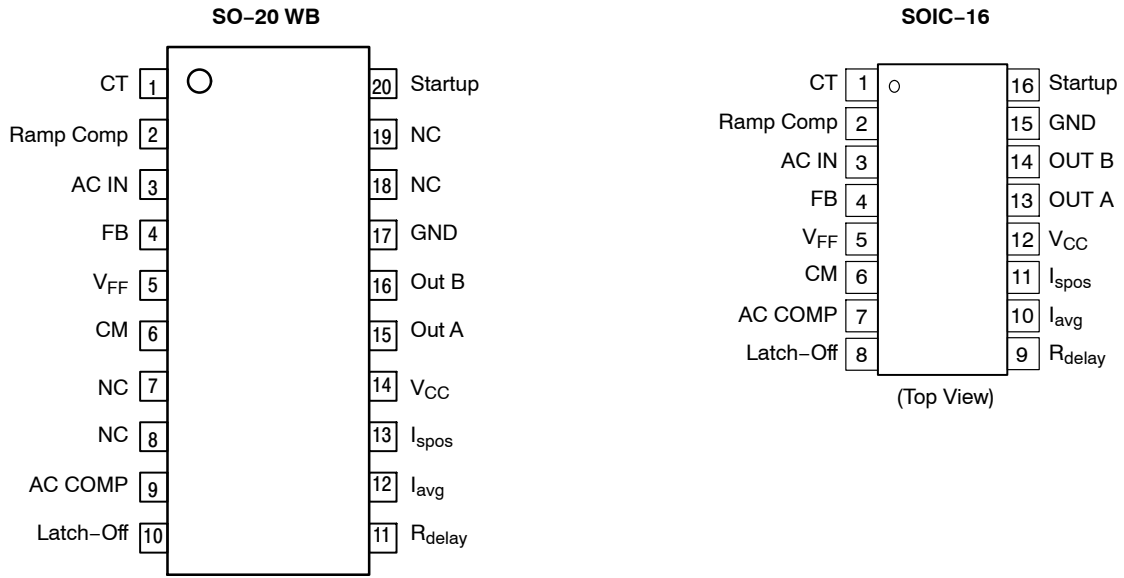 SO–20 WB
CT 1
20 Startup
Ramp Comp 2
19 NC
AC IN 3
18 NC
FB 4
17 GND
VFF 5
16 Out B
CM 6
15 Out A
NC 7
14 VCC
NC 8
13 Ispos
AC COMP 9
12 Iavg
Latch–Off 10
11 Rdelay
SOIC–16
CT 1
16 Startup
Ramp Comp 2
15 GND
AC IN 3
14 OUT B
FB 4
13 OUT A
VFF 5
12 VCC
CM 6
11 Ispos
AC COMP 7
10 Iavg
Latch–Off 8
9 Rdelay
(Top View)